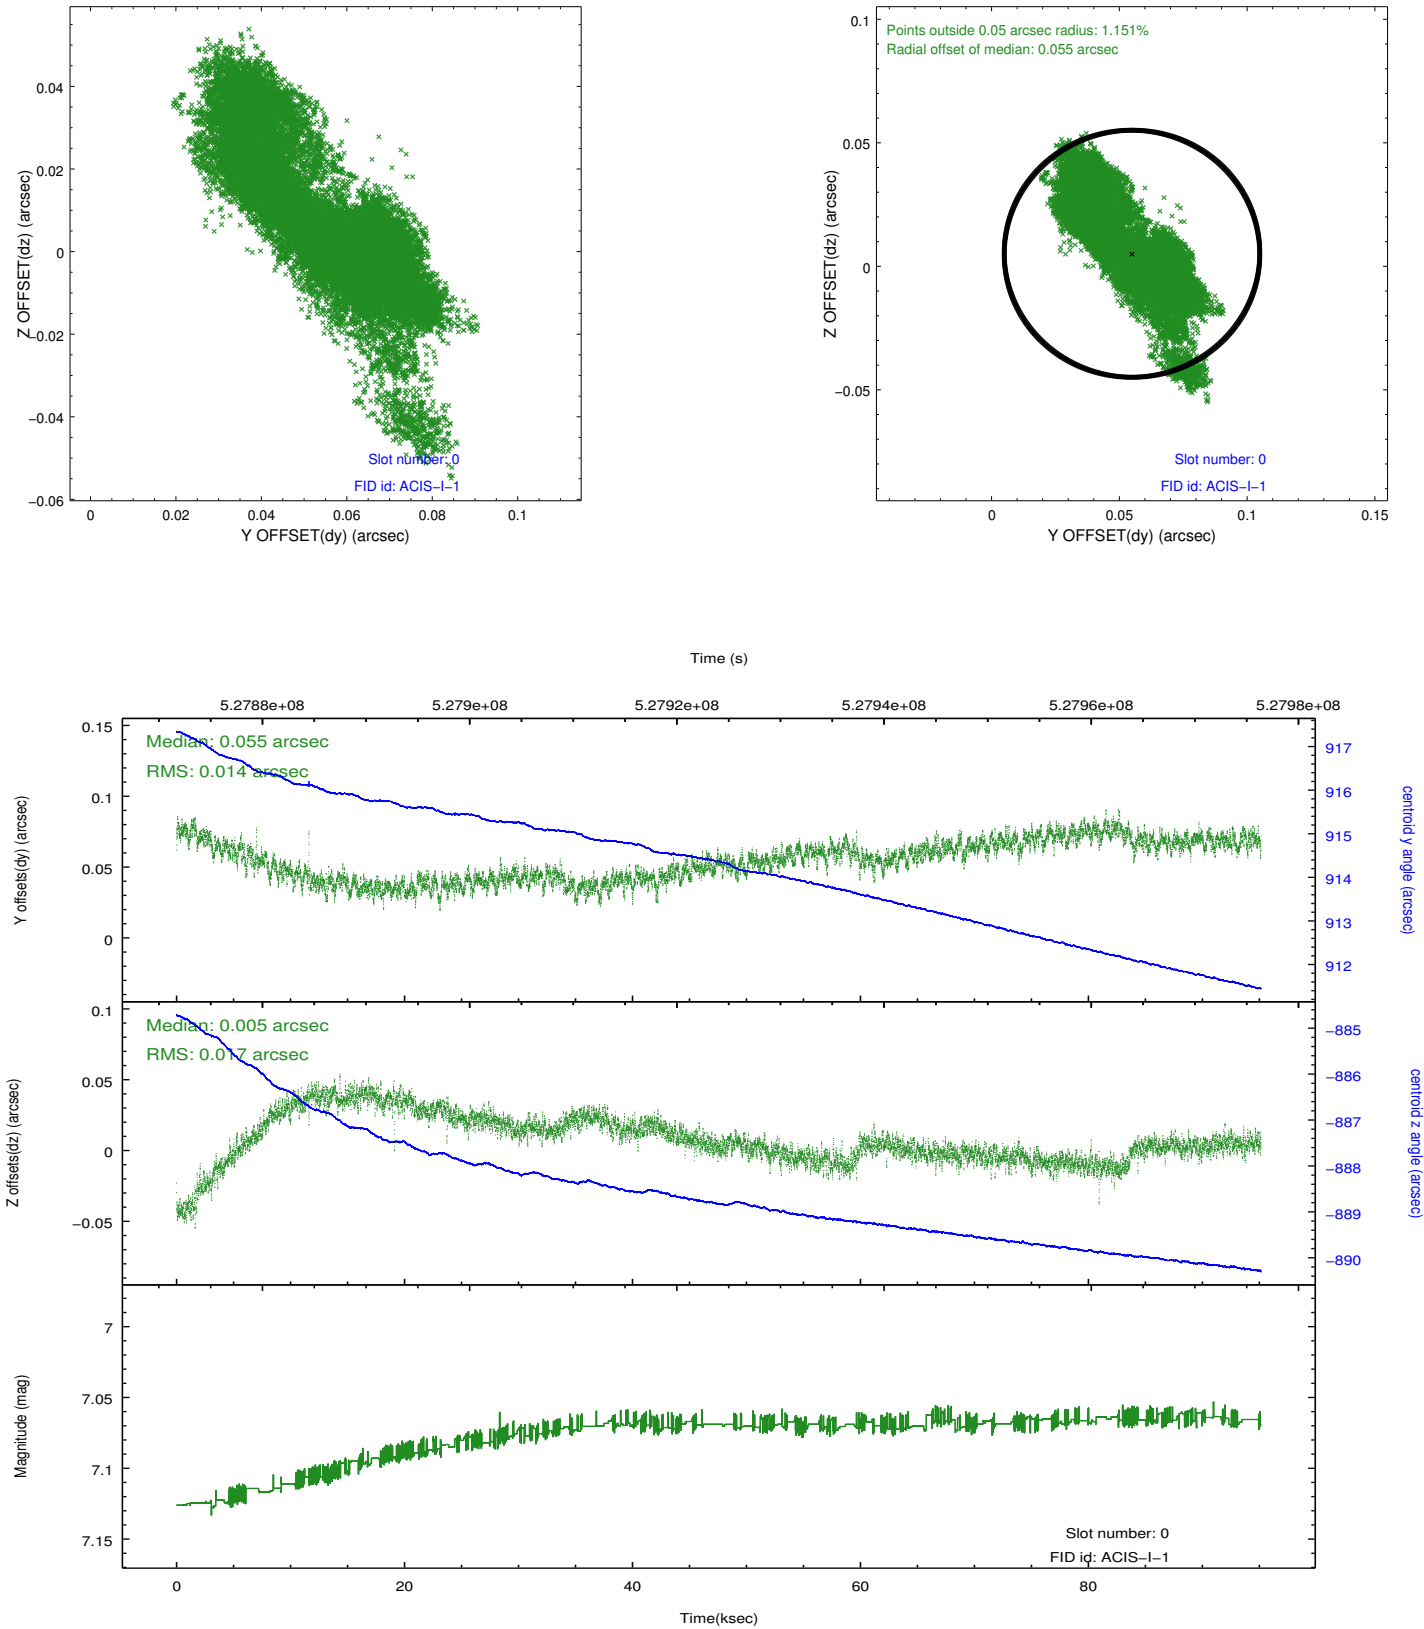 0.04
0.02
0
−0.02
−0.04
−0.06
Z OFFSET(dz) (arcsec)
Slot number: 0
FID id: ACIS−I−1
0
0.02
0.04
0.06
0.08
0.1
Y OFFSET(dy) (arcsec)
Points outside 0.05 arcsec radius: 1.151%
Radial offset of median: 0.055 arcsec
0.1
0.05
0
−0.05
Z OFFSET(dz) (arcsec)
Slot number: 0
FID id: ACIS−I−1
0
0.05
0.1
0.15
Y OFFSET(dy) (arcsec)
Time (s)
5.2788e+08
5.279e+08
5.2792e+08
5.2794e+08
5.2796e+08
5.2798e+08
Median: 0.055 arcsec
RMS: 0.014 arcsec
0.15
0.1
0.05
0
Y offsets(dy) (arcsec)
917
916
915
914
913
912
centroid y angle (arcsec)
Median: 0.005 arcsec
RMS: 0.017 arcsec
0.1
0.05
0
−0.05
Z offsets(dz) (arcsec)
−885
−886
−887
−888
−889
−890
centroid z angle (arcsec)
7
7.05
7.1
7.15
Magnitude (mag)
Slot number: 0
FID id: ACIS−I−1
0
20
40
60
80
Time(ksec)